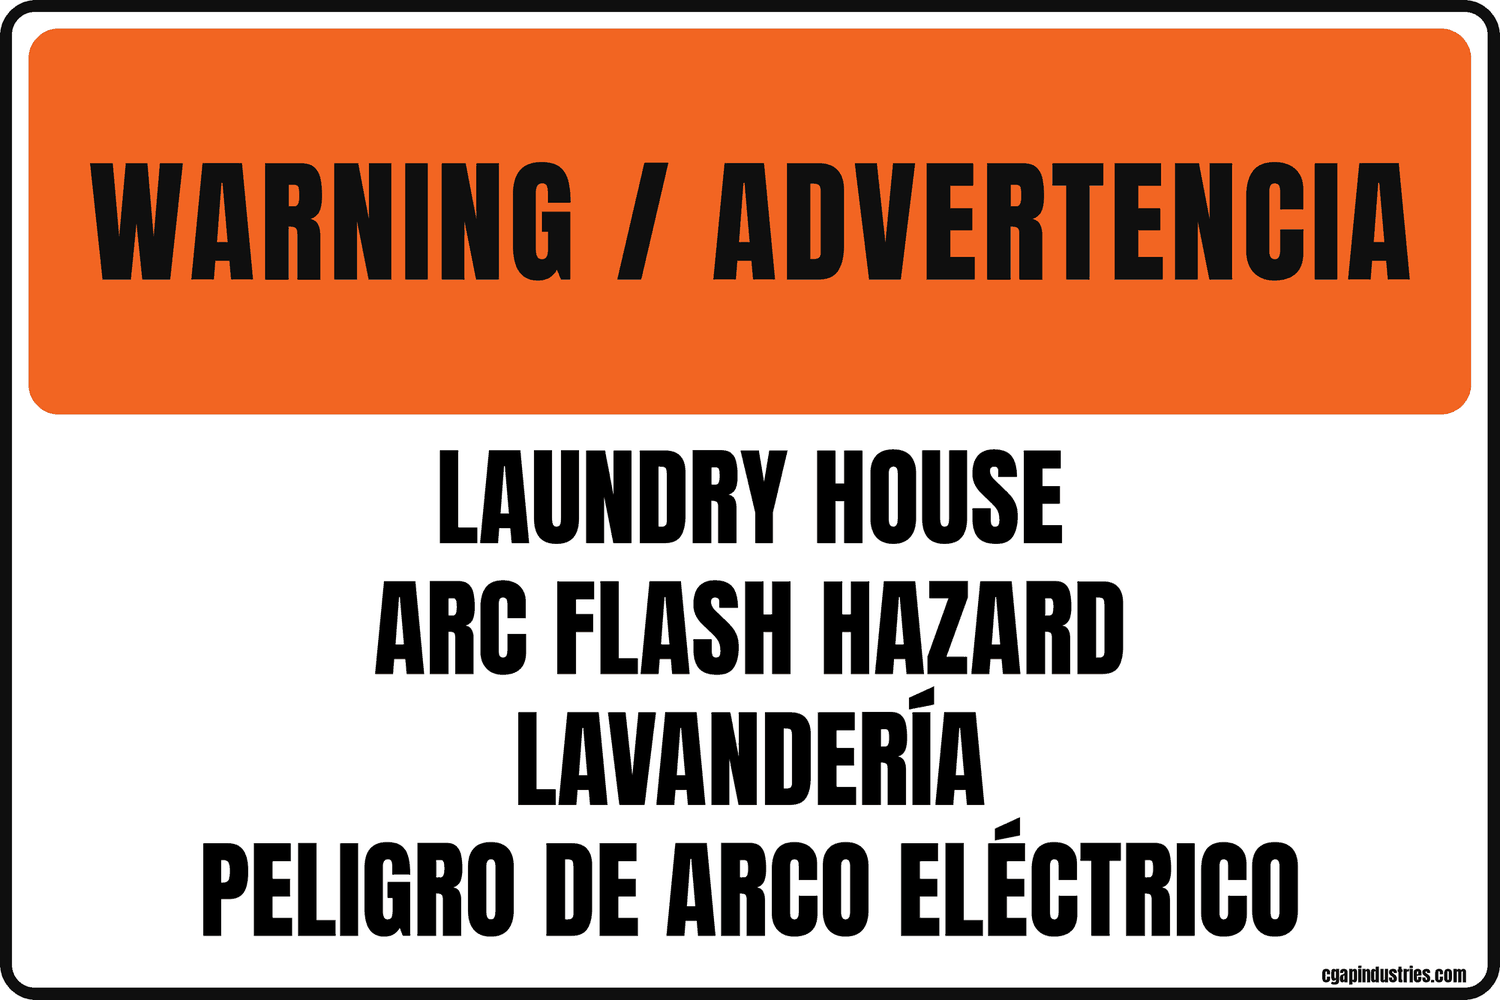 WARNING / ADVERTENCIA
LAUNDRY HOUSE
ARC FLASH HAZARD
LAVANDERÍA
PELIGRO DE ARCO ELÉCTRICO
cgapindustries.com